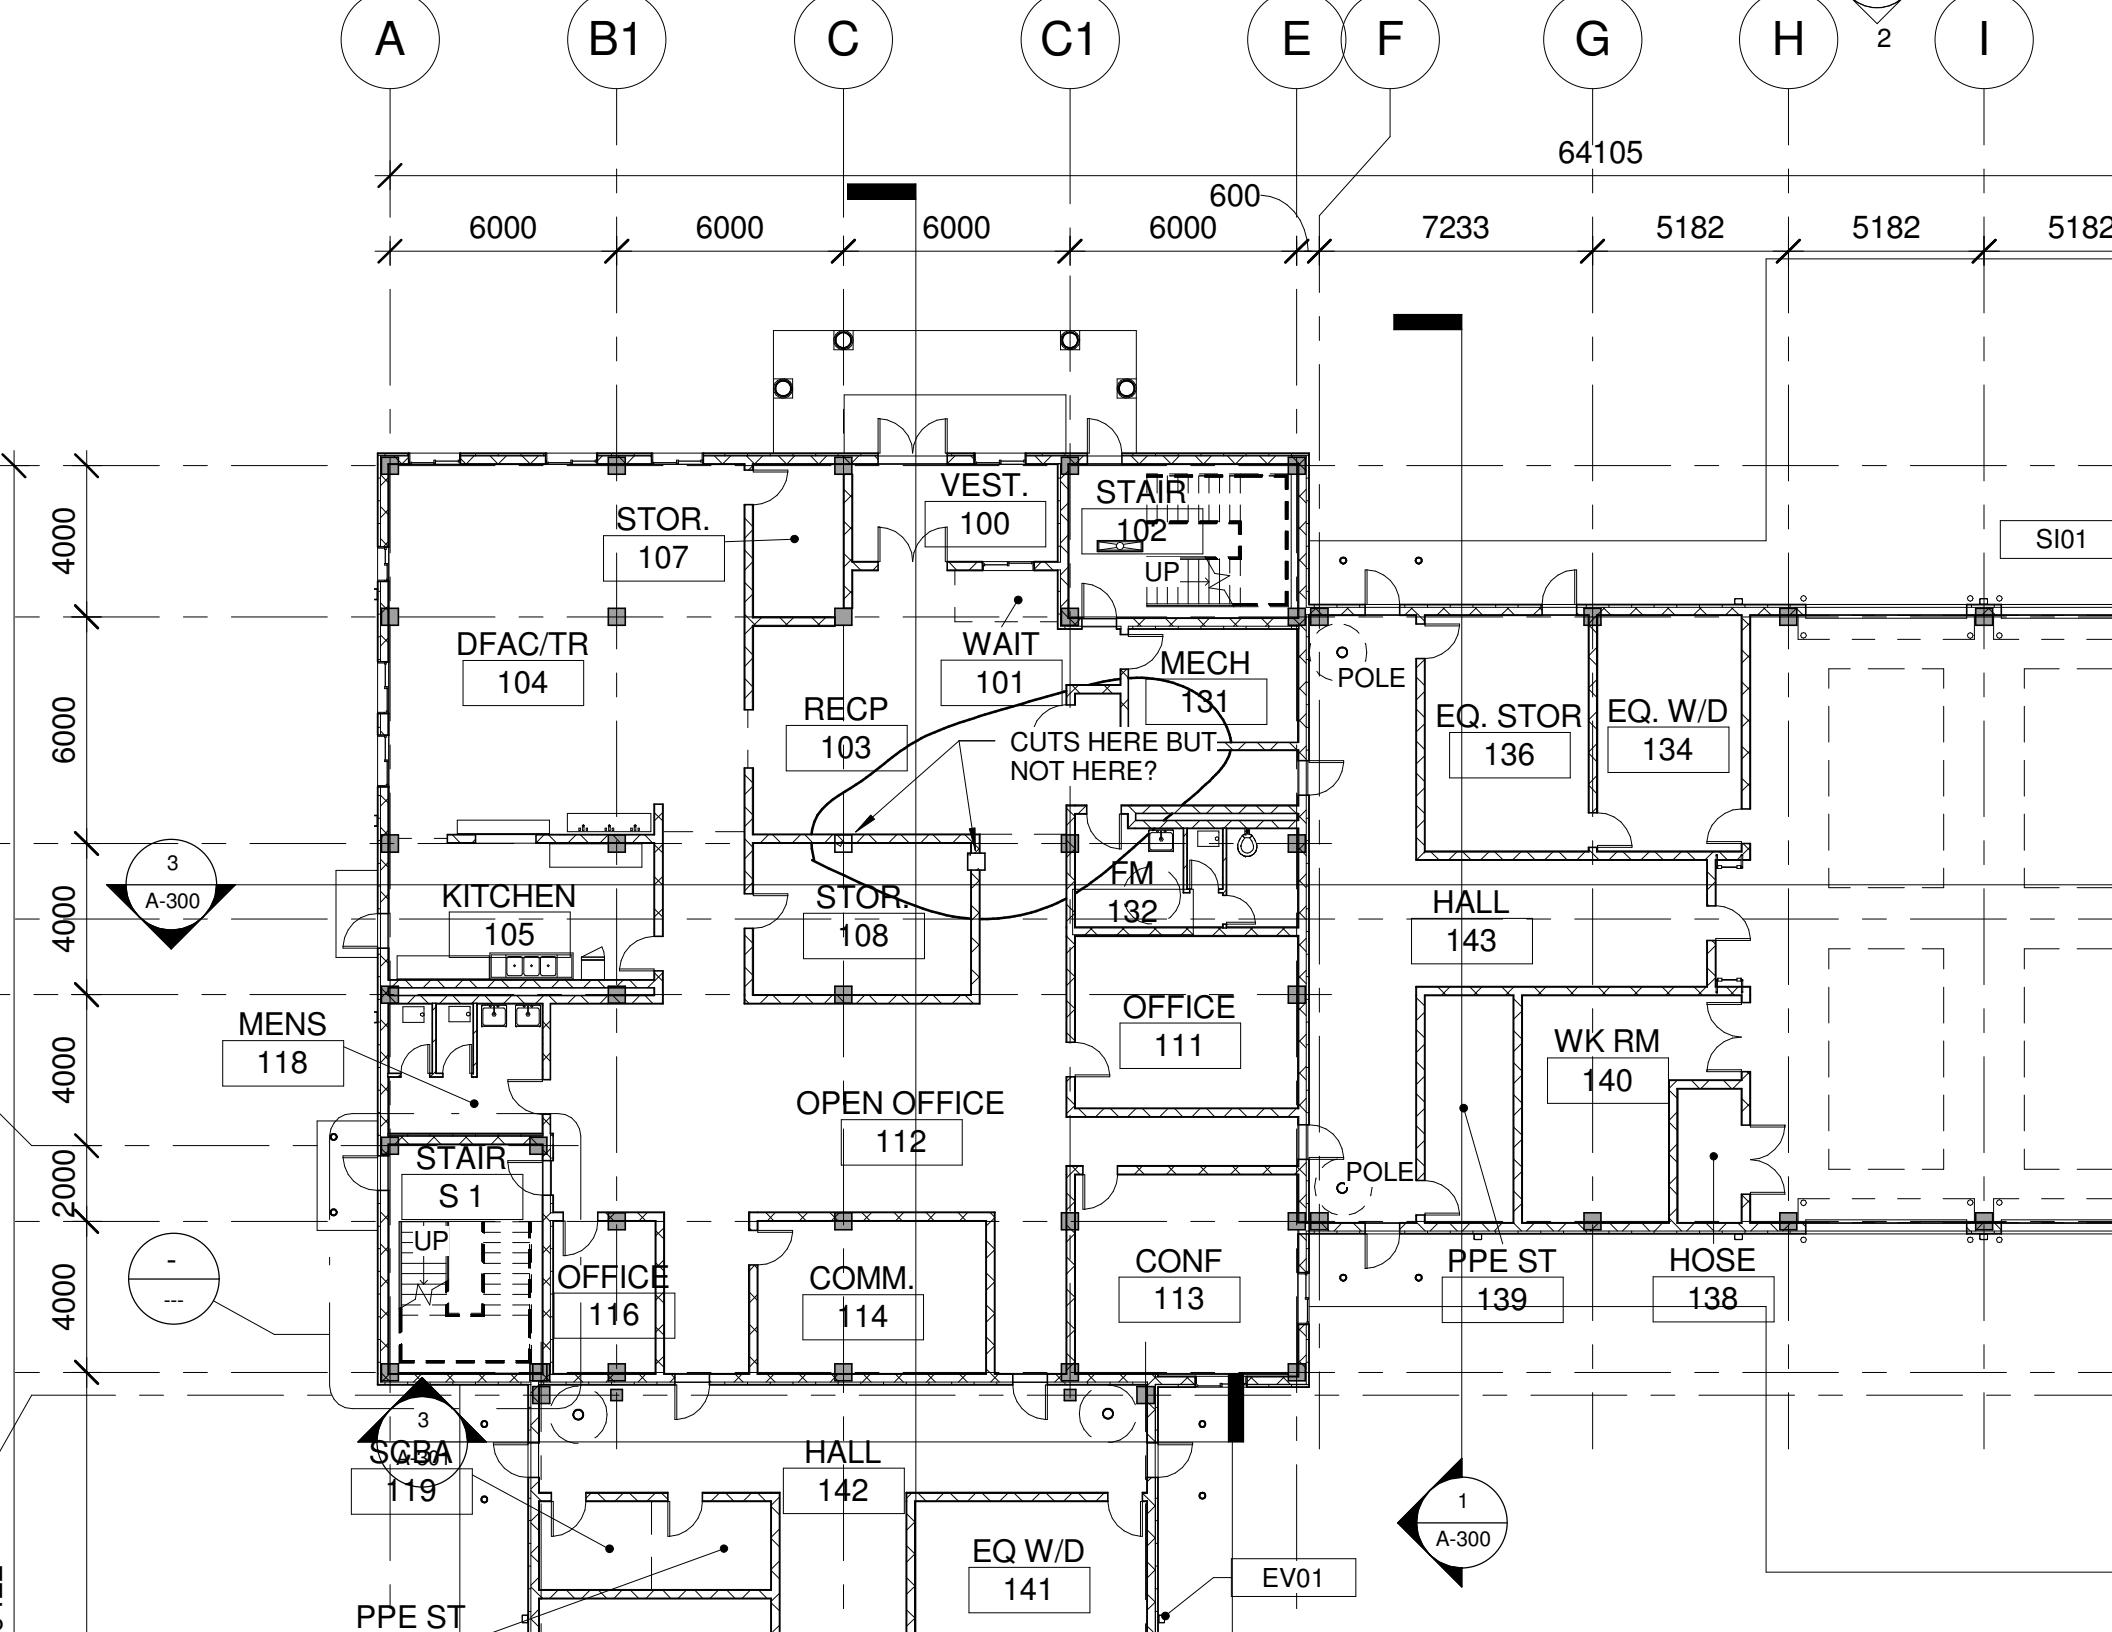 A B1 C C1 E F G H I
2
64105
600
6000 6000 6000 6000 7233 5182 5182 5182
4000
6000
4000
4000
2000
4000
VEST.
100
STAIR
102
UP
STOR.
107
SI01
DFAC/TR
104
WAIT
101
MECH
131
POLE
RECP
103
EQ. STOR
136
EQ. W/D
134
CUTS HERE BUT
NOT HERE?
3
A-300
KITCHEN
105
STOR.
108
FM
132
HALL
143
MENS
118
OFFICE
111
WK RM
140
OPEN OFFICE
112
STAIR
S 1
UP
POLE
-
---
OFFICE
116
COMM.
114
CONF
113
PPE ST
139
HOSE
138
3
A-301
SCBA
119
HALL
142
1
A-300
EQ W/D
141
EV01
PPE ST